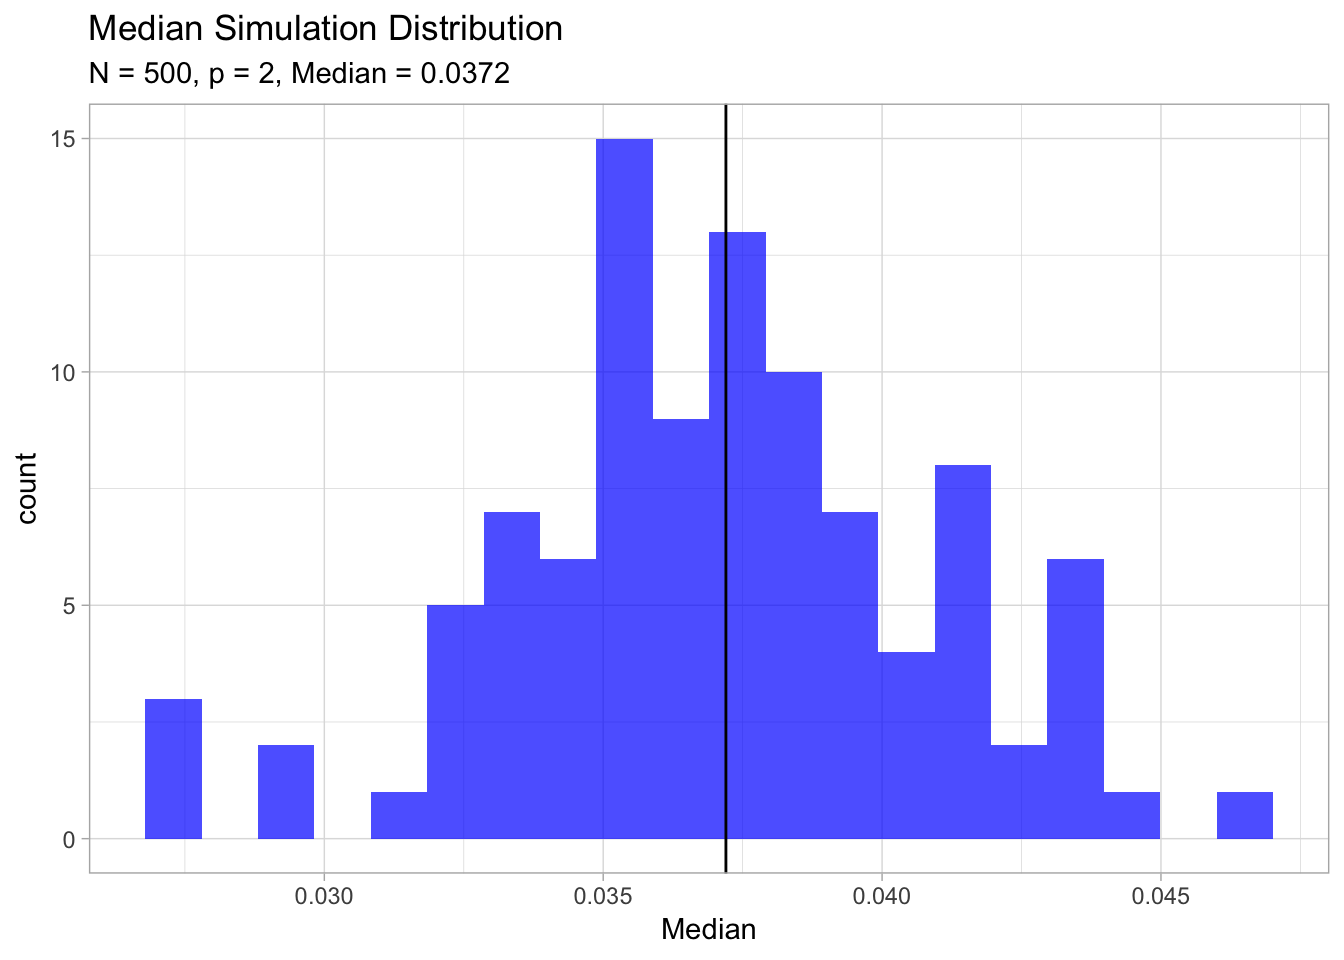 Median Simulation Distribution
N = 500, p = 2, Median = 0.0372
15
10
5
0
count
0.030 0.035 0.040 0.045
Median